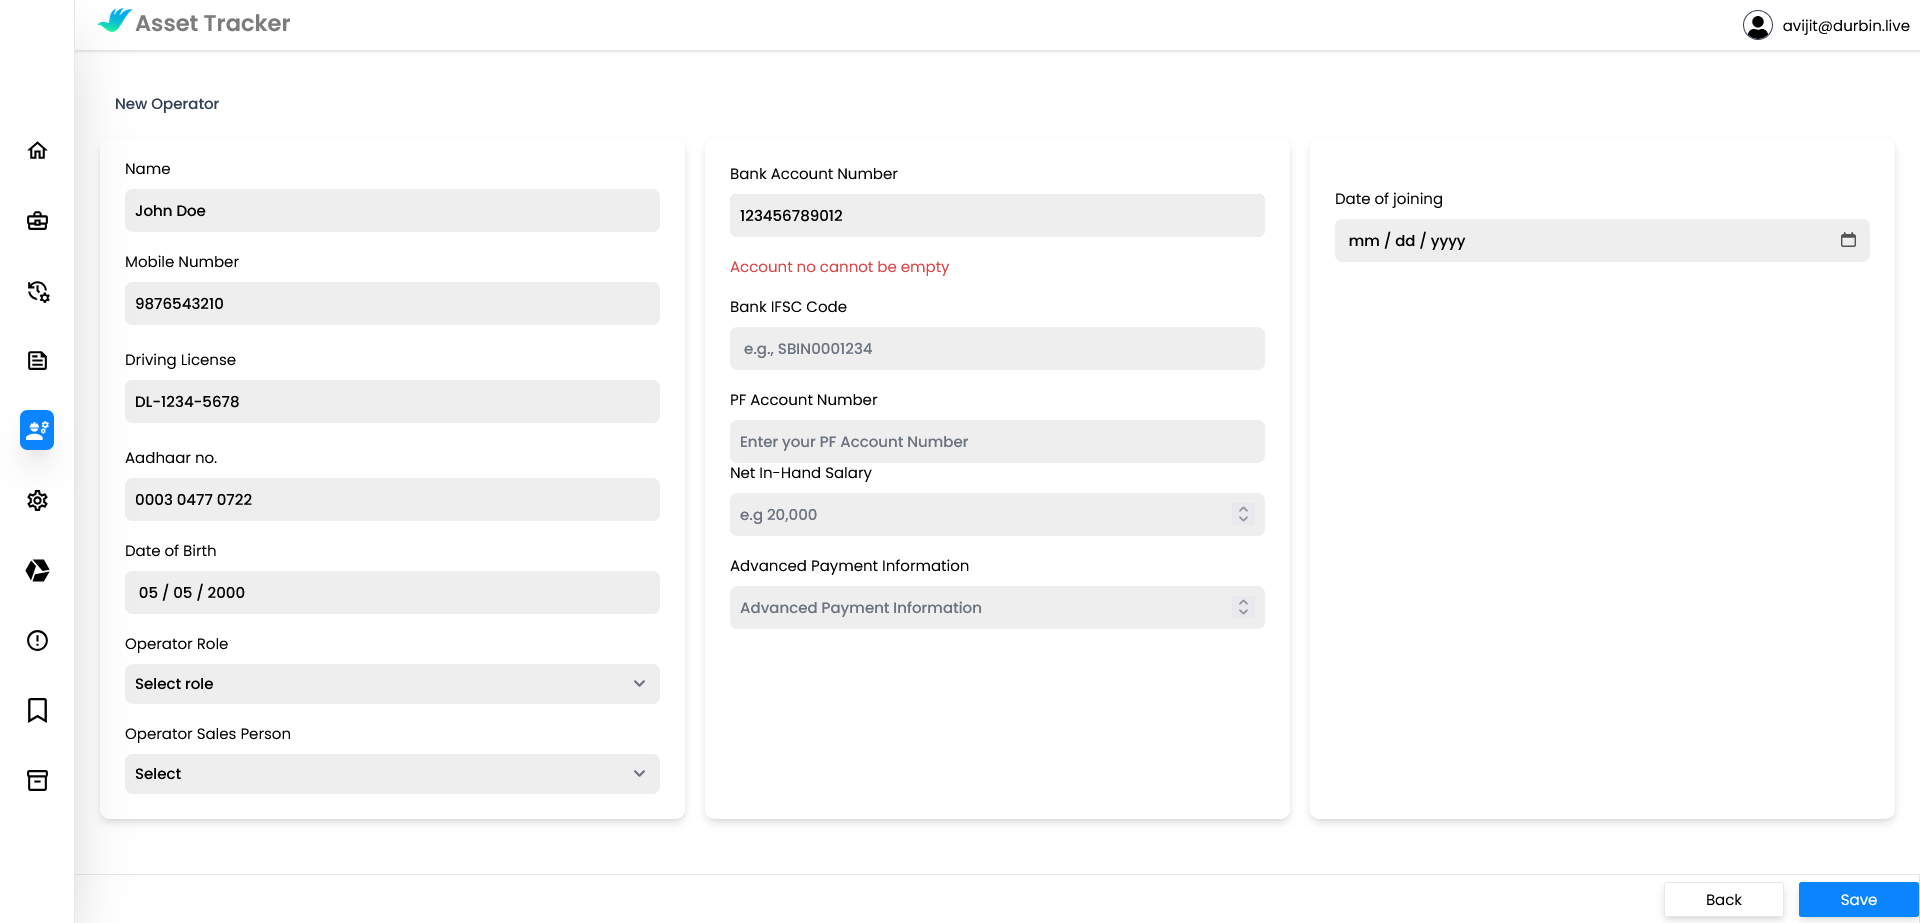 Asset Tracker
avijit@durbin.live
New Operator
Name
John Doe
Mobile Number
9876543210
Driving License
DL-1234-5678
Aadhaar no.
0003 0477 0722
Date of Birth
05 / 05 / 2000
Operator Role
Select role
Operator Sales Person
Select
Bank Account Number
123456789012
Account no cannot be empty
Bank IFSC Code
e.g., SBIN0001234
PF Account Number
Enter your PF Account Number
Net In-Hand Salary
e.g 20,000
Advanced Payment Information
Advanced Payment Information
Date of joining
mm / dd / yyyy
Back
Save